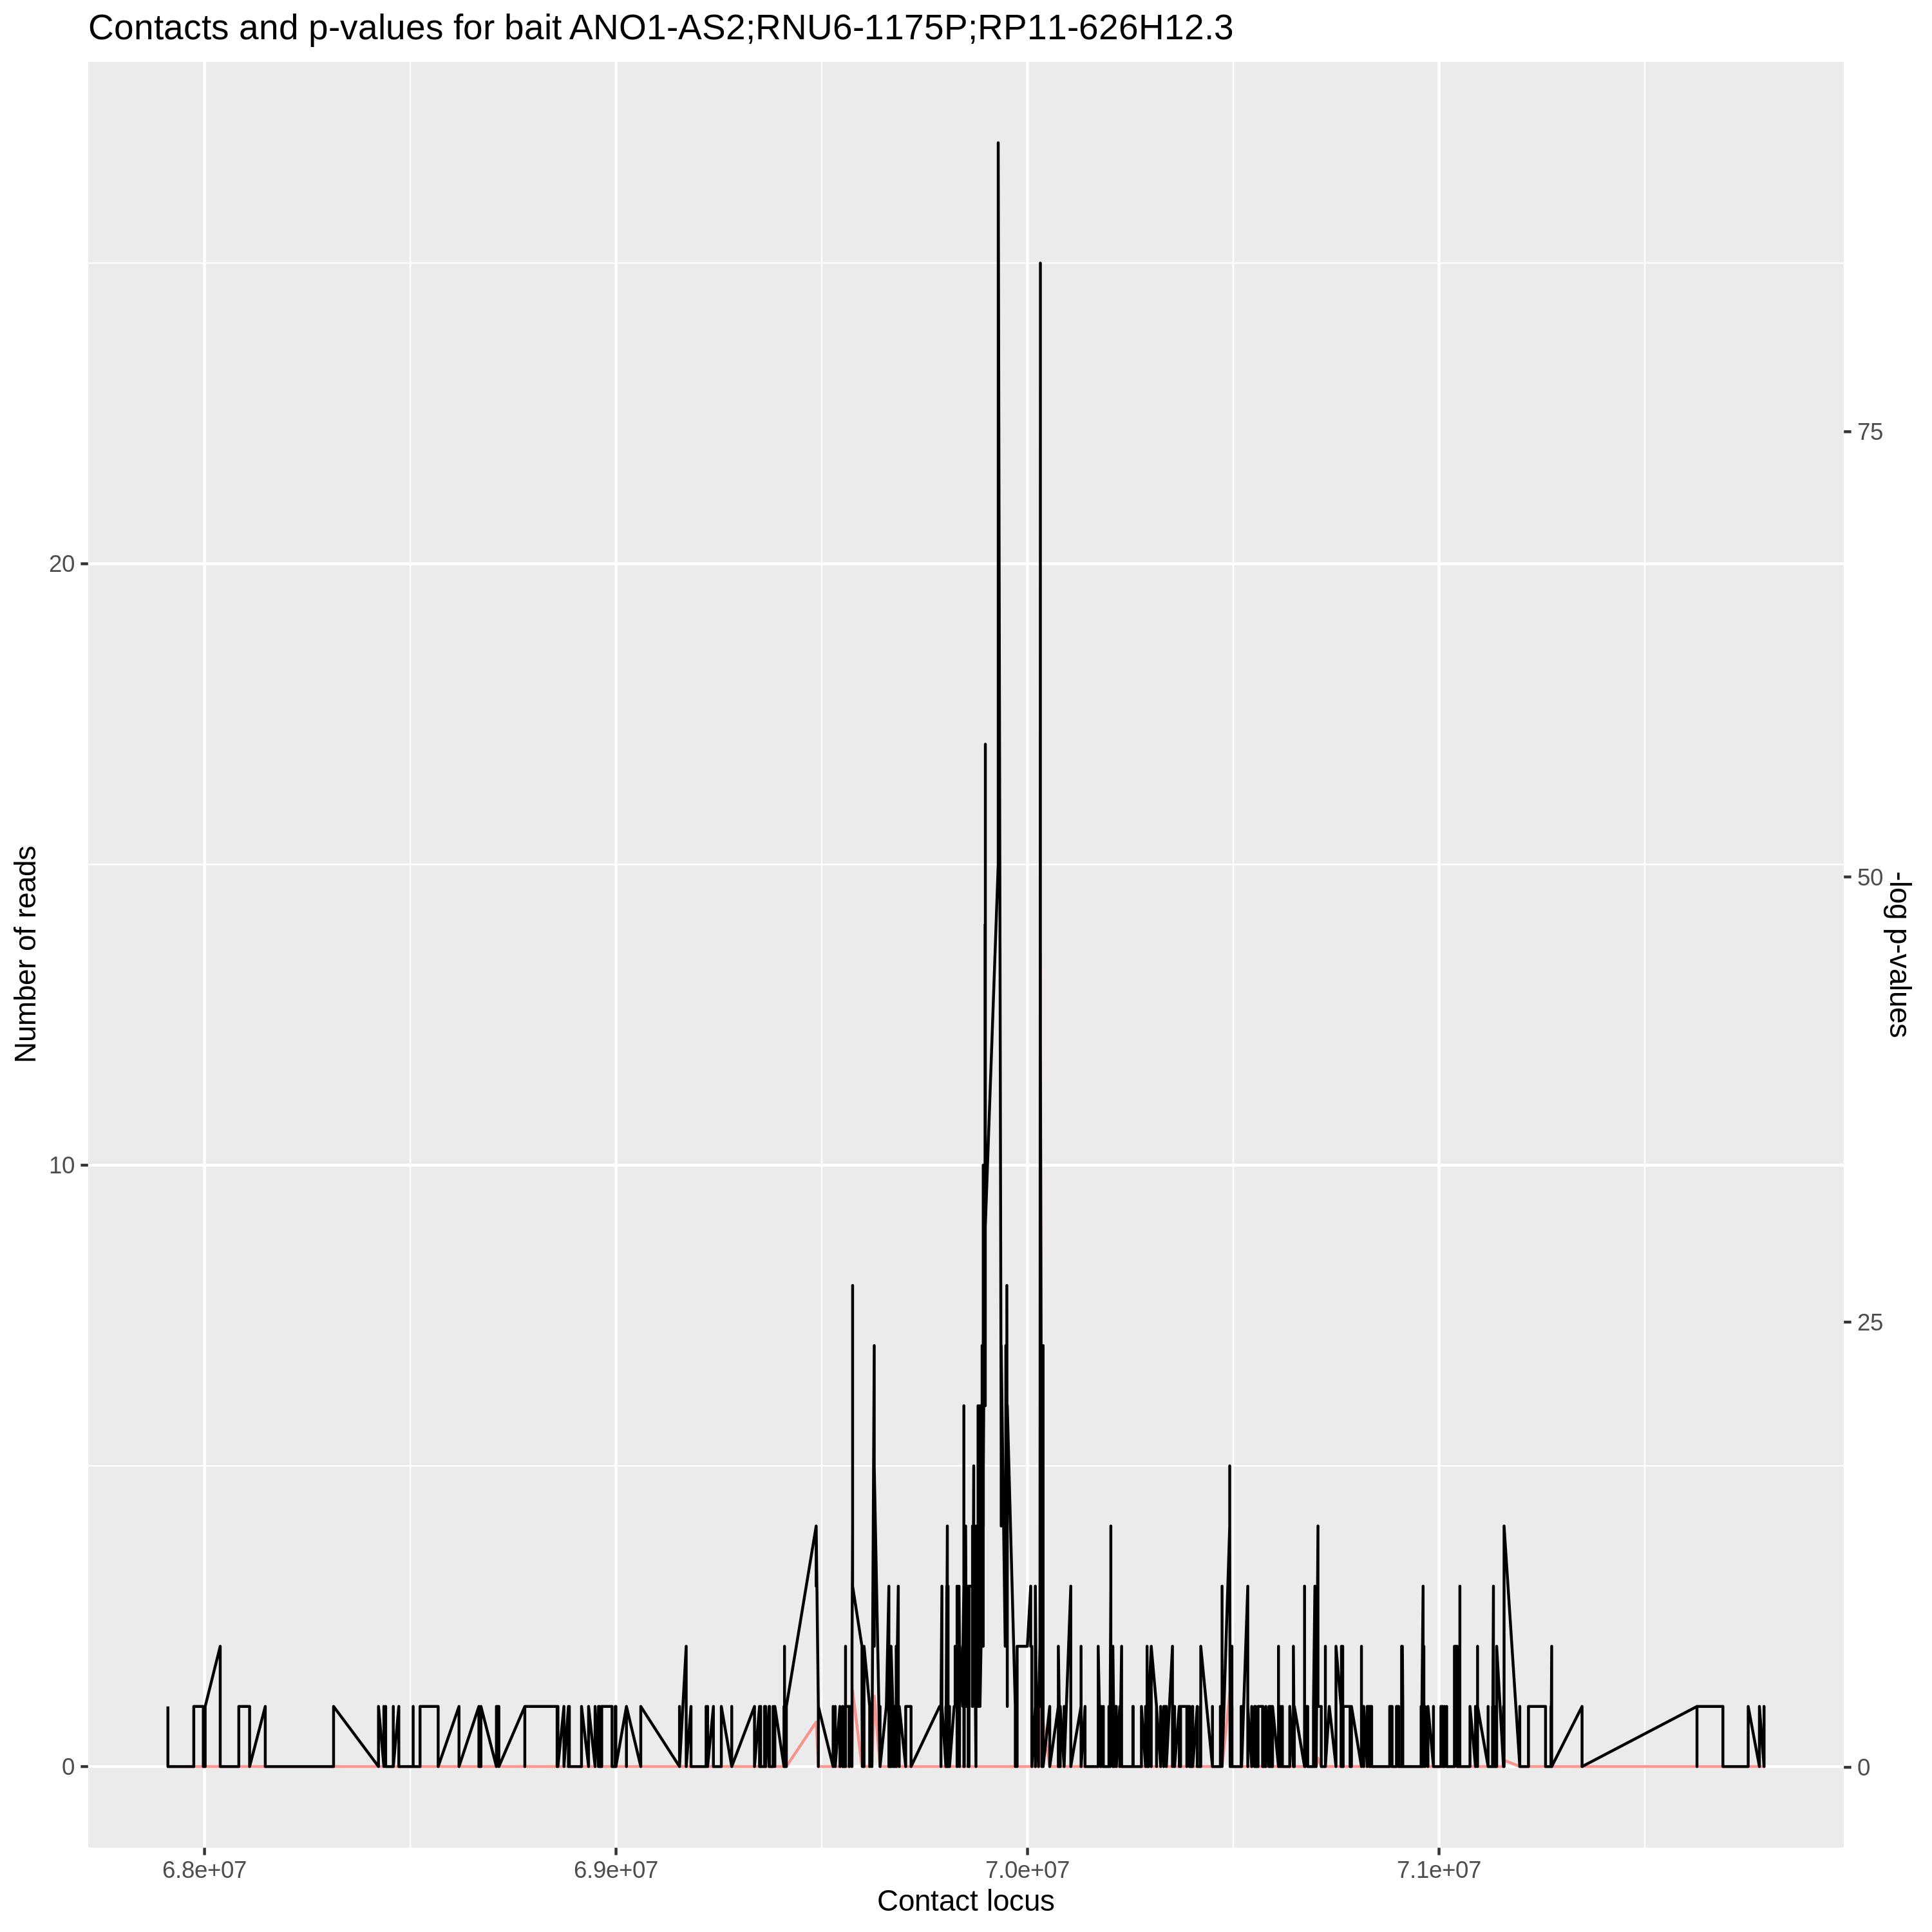 Contacts and p-values for bait ANO1-AS2;RNU6-1175P;RP11-626H12.3
Number of reads
20
10
0
75
50
25
0
-log p-values
6.8e+07
6.9e+07
7.0e+07
7.1e+07
Contact locus